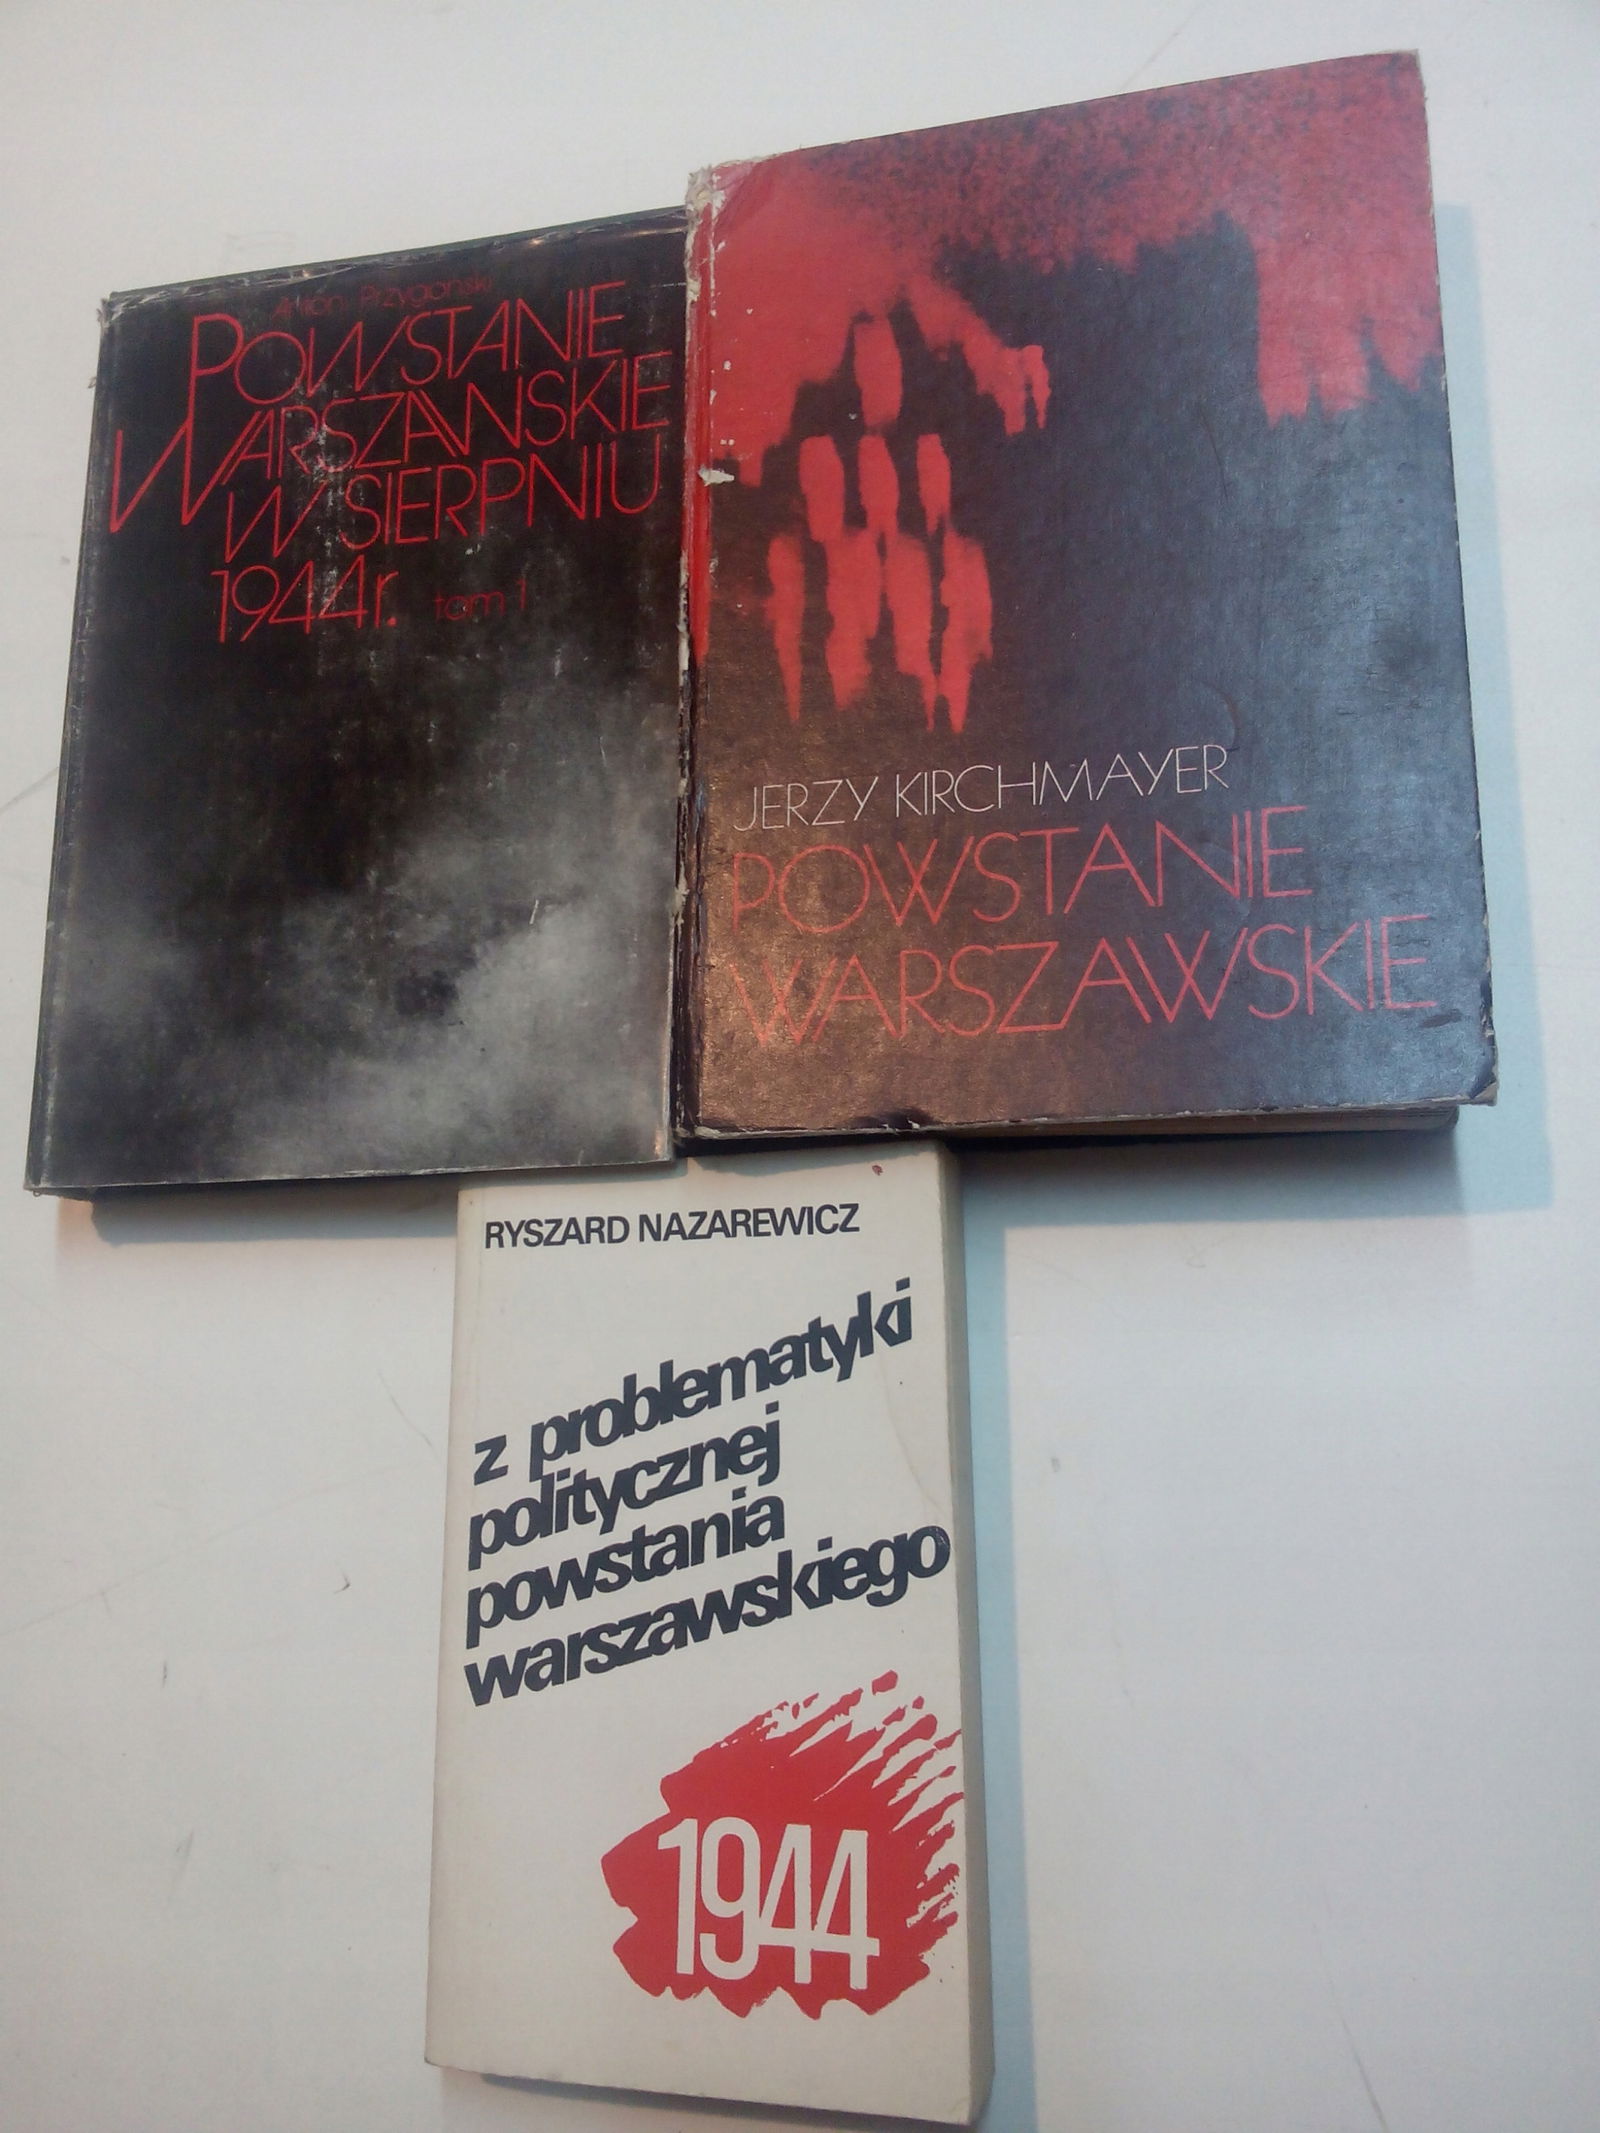 Antoni Przygoński
POWSTANIE
WARSZAWSKIE
W SIERPNIU
1944r. tom 1
JERZY KIRCHMAYER
POWSTANIE
WARSZAWSKIE
RYSZARD NAZAREWICZ
z problematyki
politycznej
powstania
warszawskiego
1944